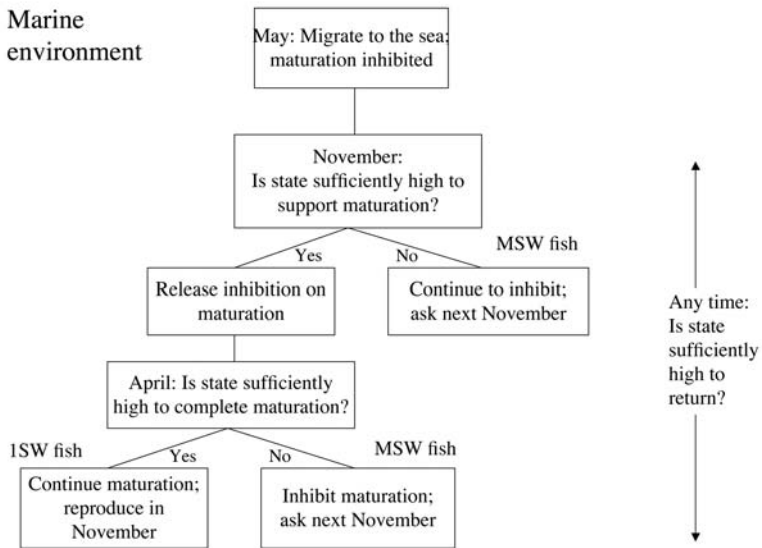 Marine
environment
May: Migrate to the sea;
maturation inhibited
November:
Is state sufficiently high to
support maturation?
Yes
No
MSW fish
Release inhibition on
maturation
Continue to inhibit;
ask next November
Any time:
Is state
sufficiently
high to
return?
April: Is state sufficiently
high to complete maturation?
1SW fish
Yes
No
MSW fish
Continue maturation;
reproduce in
November
Inhibit maturation;
ask next November